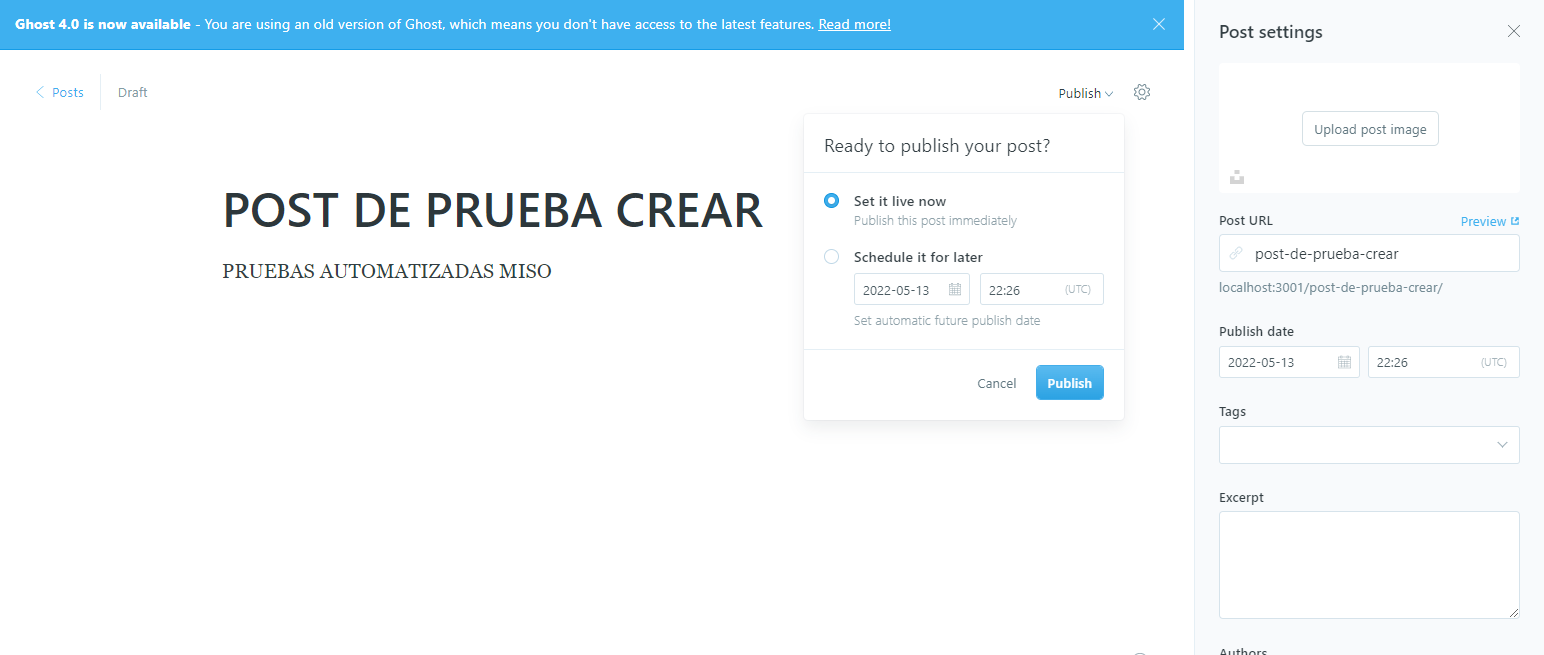 Ghost 4.0 is now available - You are using an old version of Ghost, which means you don't have access to the latest features. Read more!
Posts
Draft
Publish
POST DE PRUEBA CREAR
PRUEBAS AUTOMATIZADAS MISO
Ready to publish your post?
Set it live now
Publish this post immediately
Schedule it for later
2022-05-13 22:26 (UTC)
Set automatic future publish date
Cancel Publish
Post settings
Upload post image
Post URL Preview
post-de-prueba-crear
localhost:3001/post-de-prueba-crear/
Publish date
2022-05-13 22:26 (UTC)
Tags
Excerpt
Authors